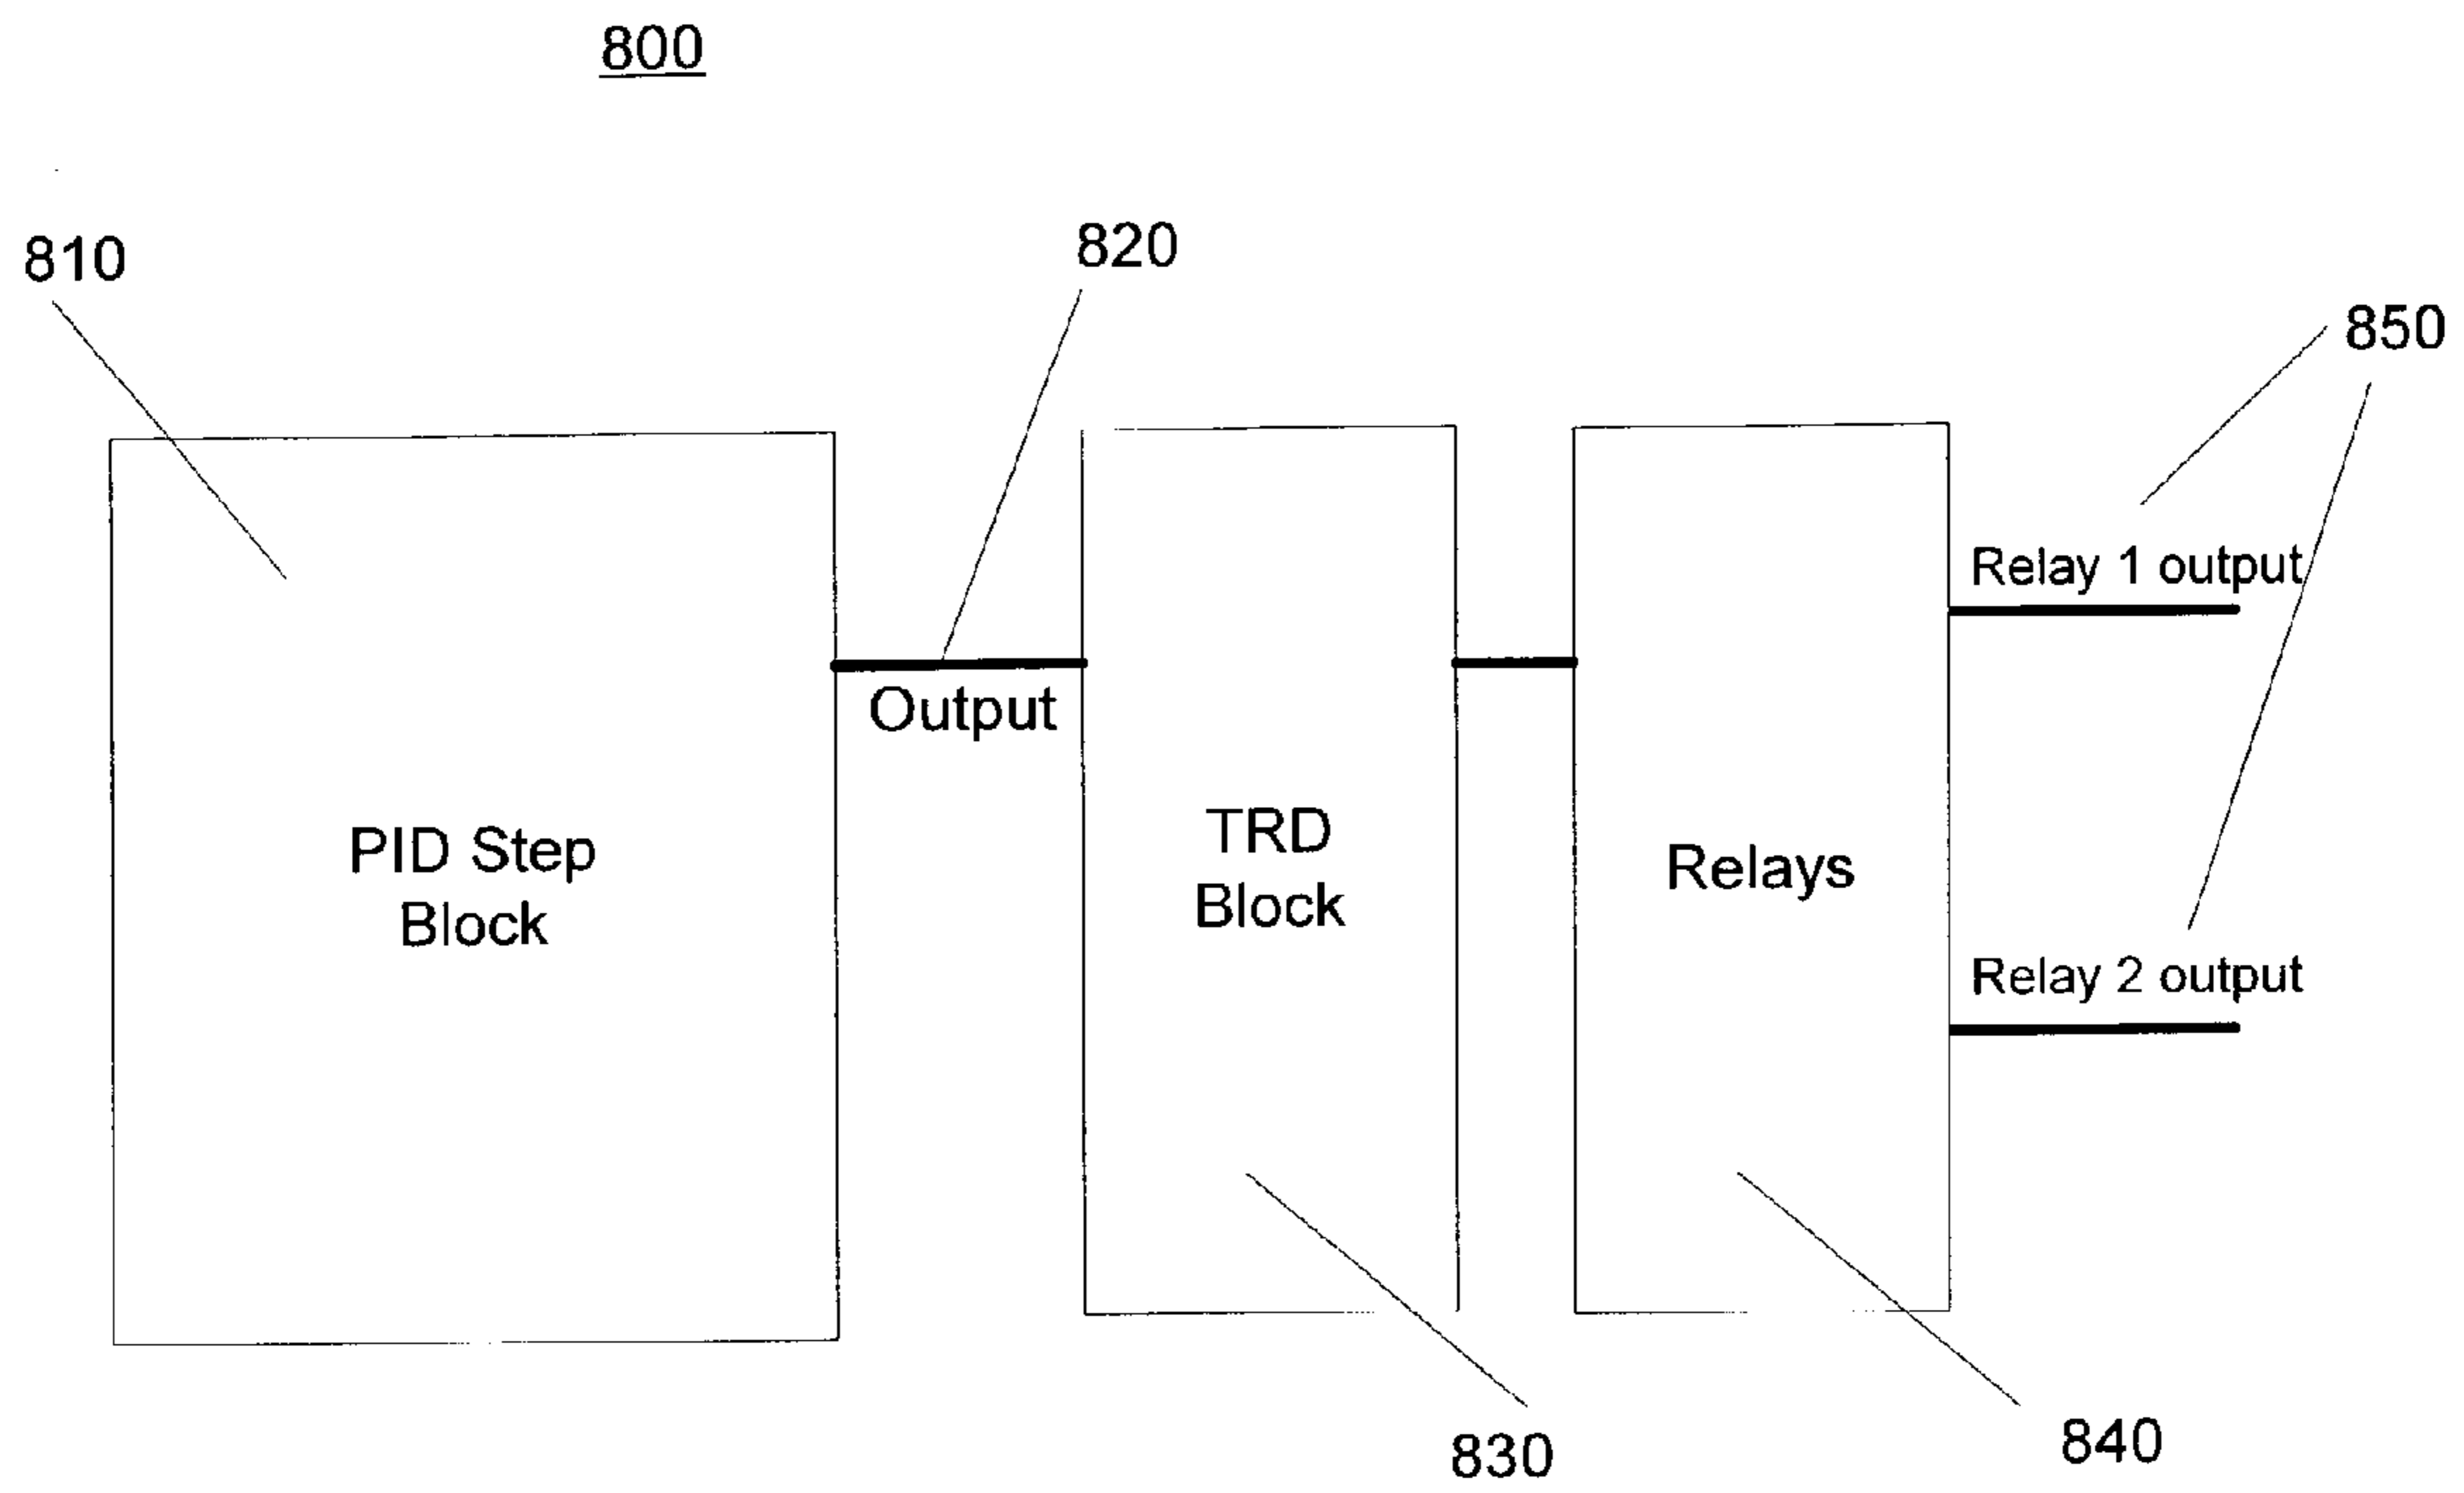 800
810
820
850
Relay 1 output
Output
PID Step
Block
TRD
Block
Relays
Relay 2 output
830
840